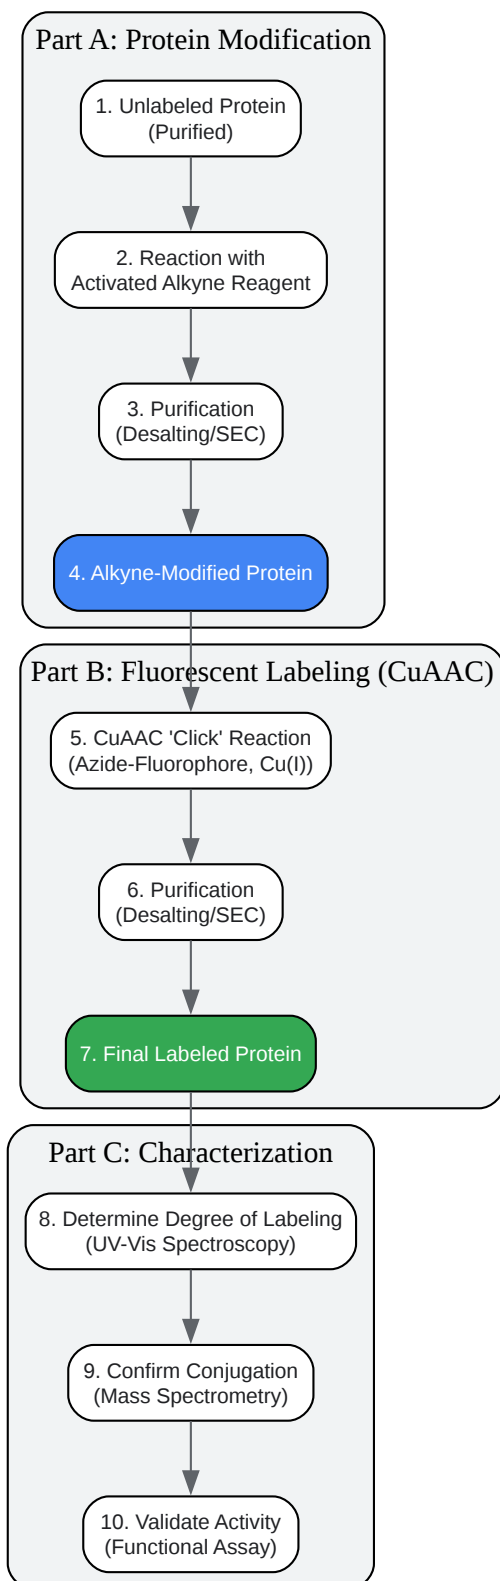 Part A: Protein Modification
1. Unlabeled Protein
(Purified)
2. Reaction with
Activated Alkyne Reagent
3. Purification
(Desalting/SEC)
4. Alkyne-Modified Protein
Part B: Fluorescent Labeling (CuAAC)
5. CuAAC 'Click' Reaction
(Azide-Fluorophore, Cu(I))
6. Purification
(Desalting/SEC)
7. Final Labeled Protein
Part C: Characterization
8. Determine Degree of Labeling
(UV-Vis Spectroscopy)
9. Confirm Conjugation
(Mass Spectrometry)
10. Validate Activity
(Functional Assay)